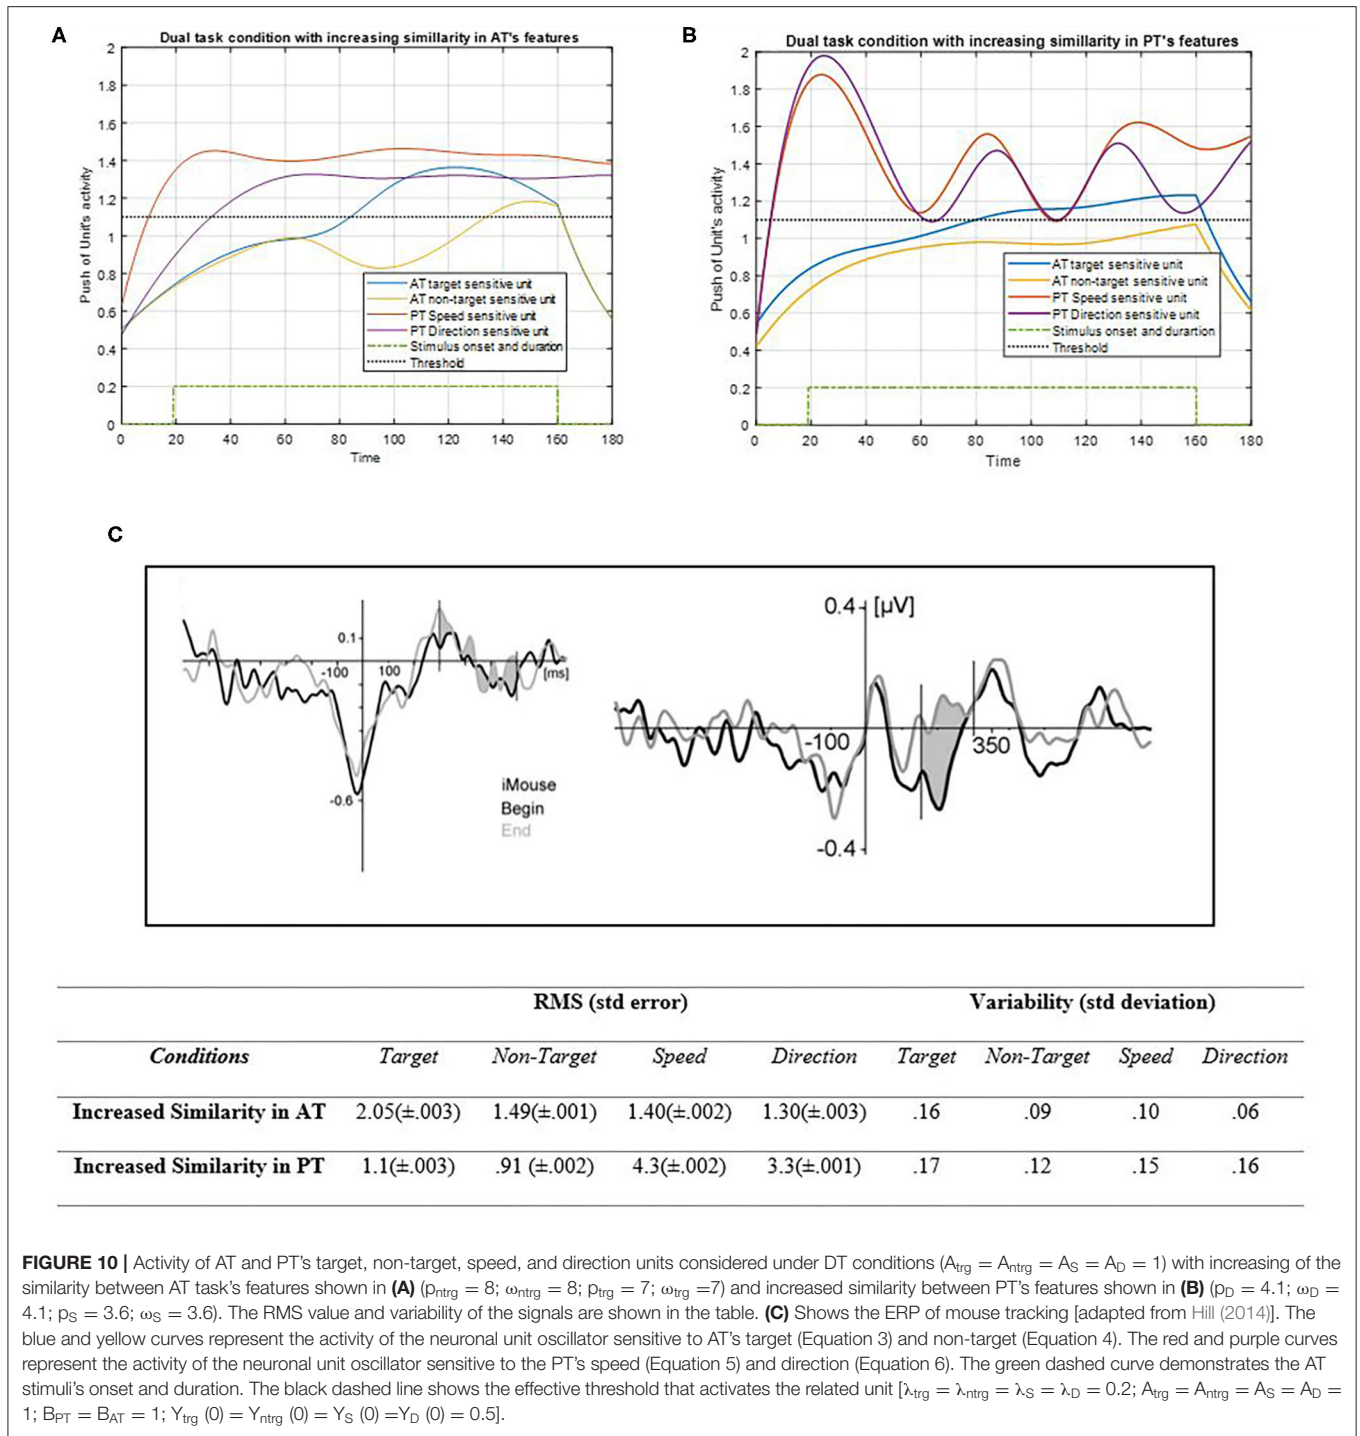 A
Dual task condition with increasing simillarity in AT's features
Push of Unit's activity
2
1.8
1.6
1.4
1.2
1
0.8
0.6
0.4
0.2
0
AT target sensitive unit
AT non-target sensitive unit
PT Speed sensitive unit
PT Direction sensitive unit
Stimulus onset and duration
Threshold
0 20 40 60 80 100 120 140 160 180
Time
B
Dual task condition with increasing simillarity in PT's features
Push of Unit's activity
2
1.8
1.6
1.4
1.2
1
0.8
0.6
0.4
0.2
0
AT target sensitive unit
AT non-target sensitive unit
PT Speed sensitive unit
PT Direction sensitive unit
Stimulus onset and durartion
Threshold
0 20 40 60 80 100 120 140 160 180
Time
C
0.1
-100 100
[ms]
-0.6
iMouse
Begin
End
0.4 [µV]
-100 350
-0.4
RMS (std error) Variability (std deviation)
Conditions Target Non-Target Speed Direction Target Non-Target Speed Direction
Increased Similarity in AT 2.05(±.003) 1.49(±.001) 1.40(±.002) 1.30(±.003) .16 .09 .10 .06
Increased Similarity in PT 1.1(±.003) .91 (±.002) 4.3(±.002) 3.3(±.001) .17 .12 .15 .16
FIGURE 10 | Activity of AT and PT's target, non-target, speed, and direction units considered under DT conditions (Atrg = Antrg = AS = AD = 1) with increasing of the
similarity between AT task's features shown in (A) (pntrg = 8; ωntrg = 8; ptrg = 7; ωtrg =7) and increased similarity between PT's features shown in (B) (pD = 4.1; ωD =
4.1; pS = 3.6; ωS = 3.6). The RMS value and variability of the signals are shown in the table. (C) Shows the ERP of mouse tracking [adapted from Hill (2014)]. The
blue and yellow curves represent the activity of the neuronal unit oscillator sensitive to AT's target (Equation 3) and non-target (Equation 4). The red and purple curves
represent the activity of the neuronal unit oscillator sensitive to the PT's speed (Equation 5) and direction (Equation 6). The green dashed curve demonstrates the AT
stimuli's onset and duration. The black dashed line shows the effective threshold that activates the related unit [λtrg = λntrg = λS = λD = 0.2; Atrg = Antrg = AS = AD =
1; BPT = BAT = 1; Ytrg (0) = Yntrg (0) = YS (0) =YD (0) = 0.5].